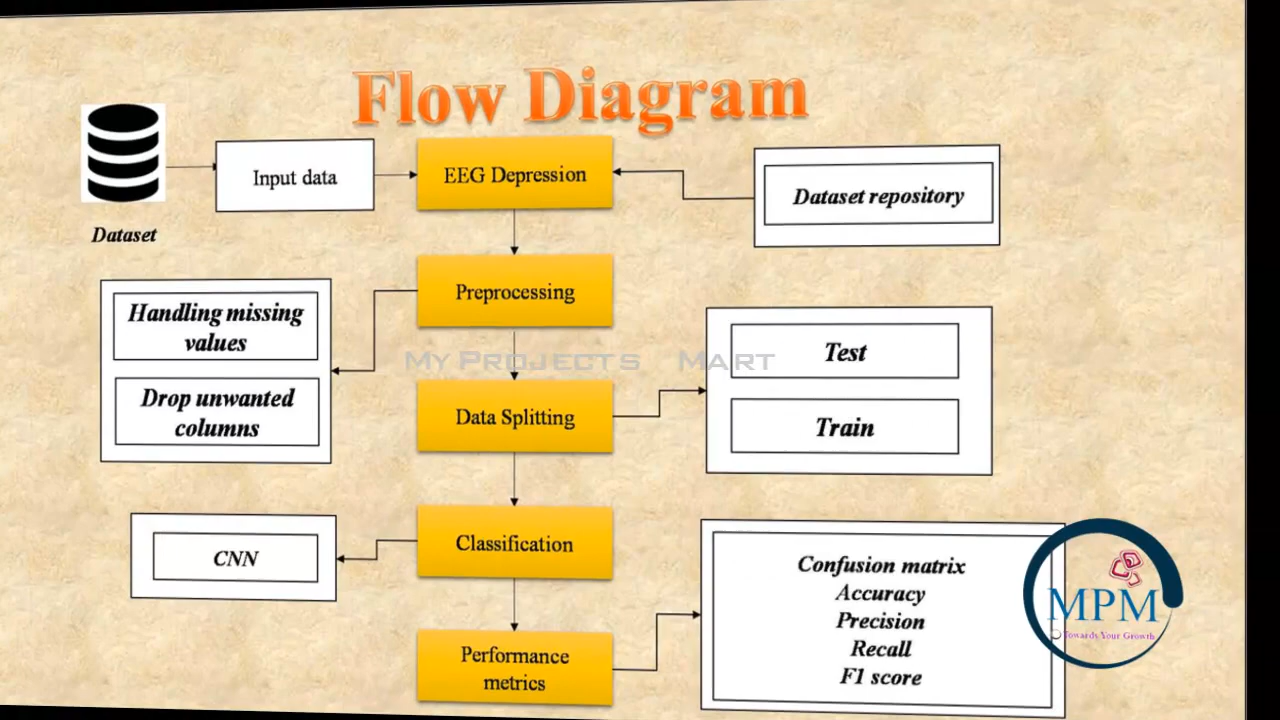 Flow Diagram
Dataset
Input data
EEG Depression
Dataset repository
Preprocessing
Handling missing
values
Drop unwanted
columns
My Projects Mart
Data Splitting
Test
Train
Classification
CNN
Performance
metrics
Confusion matrix
Accuracy
Precision
Recall
F1 score
MPM
Towards Your Growth